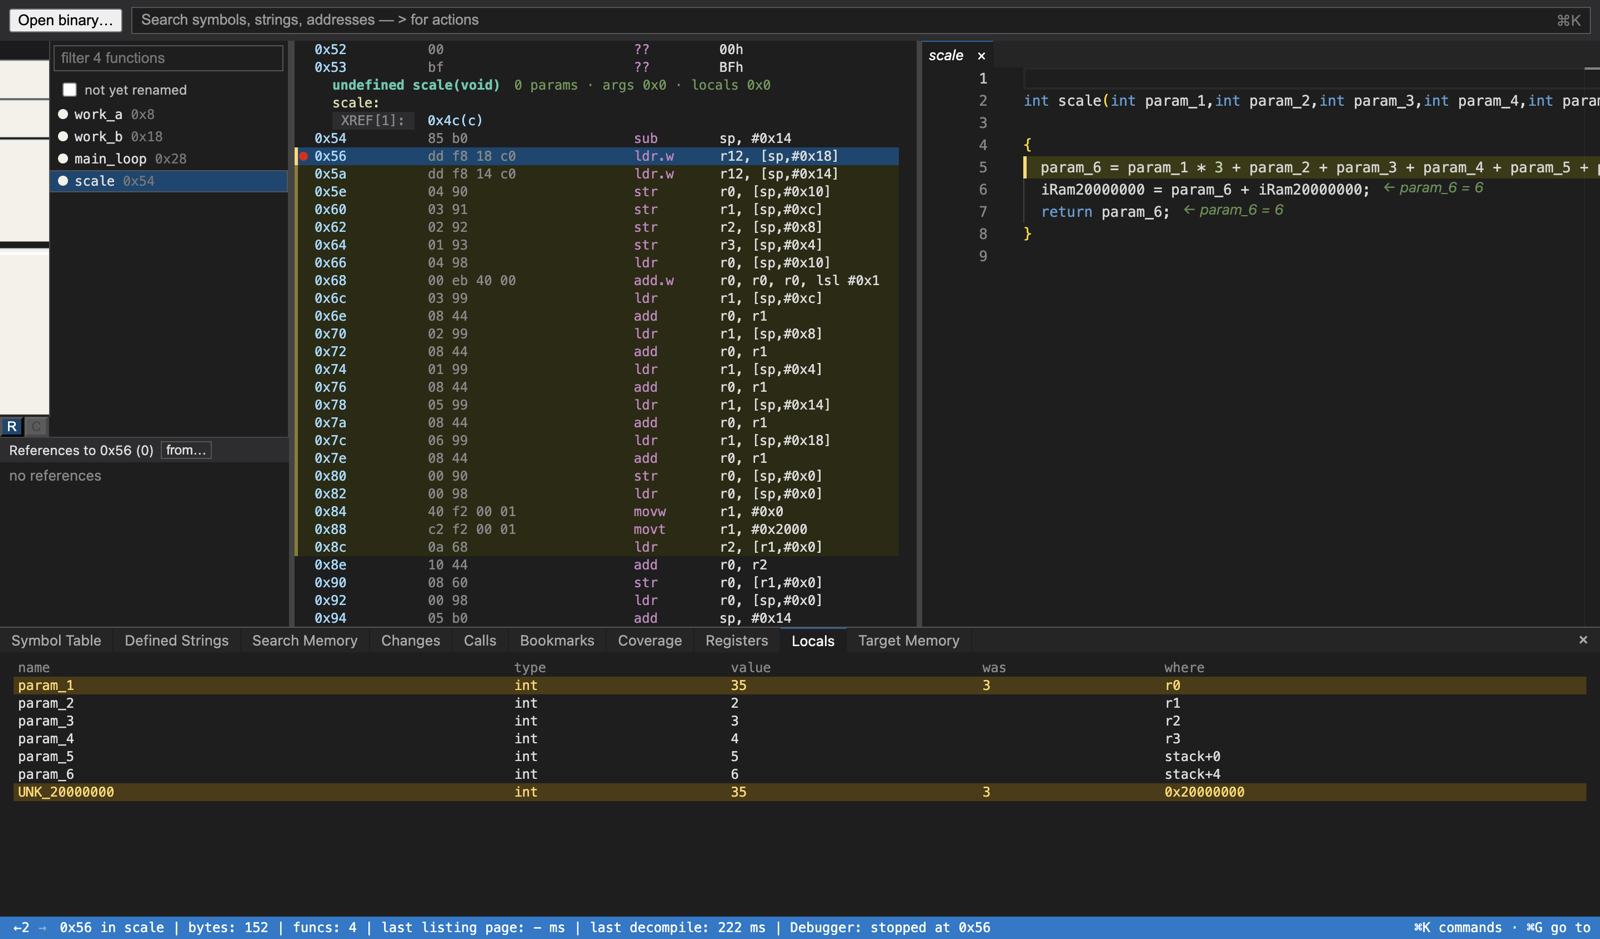 Open binary… Search symbols, strings, addresses — > for actions ⌘K
filter 4 functions
not yet renamed
work_a 0x8
work_b 0x18
main_loop 0x28
scale 0x54
R C
References to 0x56 (0) from…
no references
0x52 00 ?? 00h
0x53 bf ?? BFh
undefined scale(void) 0 params · args 0x0 · locals 0x0
scale:
XREF[1]: 0x4c(c)
0x54 85 b0 sub sp, #0x14
0x56 dd f8 18 c0 ldr.w r12, [sp,#0x18]
0x5a dd f8 14 c0 ldr.w r12, [sp,#0x14]
0x5e 04 90 str r0, [sp,#0x10]
0x60 03 91 str r1, [sp,#0xc]
0x62 02 92 str r2, [sp,#0x8]
0x64 01 93 str r3, [sp,#0x4]
0x66 04 98 ldr r0, [sp,#0x10]
0x68 00 eb 40 00 add.w r0, r0, r0, lsl #0x1
0x6c 03 99 ldr r1, [sp,#0xc]
0x6e 08 44 add r0, r1
0x70 02 99 ldr r1, [sp,#0x8]
0x72 08 44 add r0, r1
0x74 01 99 ldr r1, [sp,#0x4]
0x76 08 44 add r0, r1
0x78 05 99 ldr r1, [sp,#0x14]
0x7a 08 44 add r0, r1
0x7c 06 99 ldr r1, [sp,#0x18]
0x7e 08 44 add r0, r1
0x80 00 90 str r0, [sp,#0x0]
0x82 00 98 ldr r0, [sp,#0x0]
0x84 40 f2 00 01 movw r1, #0x0
0x88 c2 f2 00 01 movt r1, #0x2000
0x8c 0a 68 ldr r2, [r1,#0x0]
0x8e 10 44 add r0, r2
0x90 08 60 str r0, [r1,#0x0]
0x92 00 98 ldr r0, [sp,#0x0]
0x94 05 b0 add sp, #0x14
scale ×
1
2 int scale(int param_1,int param_2,int param_3,int param_4,int para
3
4 {
5 param_6 = param_1 * 3 + param_2 + param_3 + param_4 + param_5 + p
6 iRam20000000 = param_6 + iRam20000000; ← param_6 = 6
7 return param_6; ← param_6 = 6
8 }
9
Symbol Table Defined Strings Search Memory Changes Calls Bookmarks Coverage Registers Locals Target Memory ×
name type value was where
param_1 int 35 3 r0
param_2 int 2 r1
param_3 int 3 r2
param_4 int 4 r3
param_5 int 5 stack+0
param_6 int 6 stack+4
UNK_20000000 int 35 3 0x20000000
←2 → 0x56 in scale | bytes: 152 | funcs: 4 | last listing page: – ms | last decompile: 222 ms | Debugger: stopped at 0x56 ⌘K commands · ⌘G go to